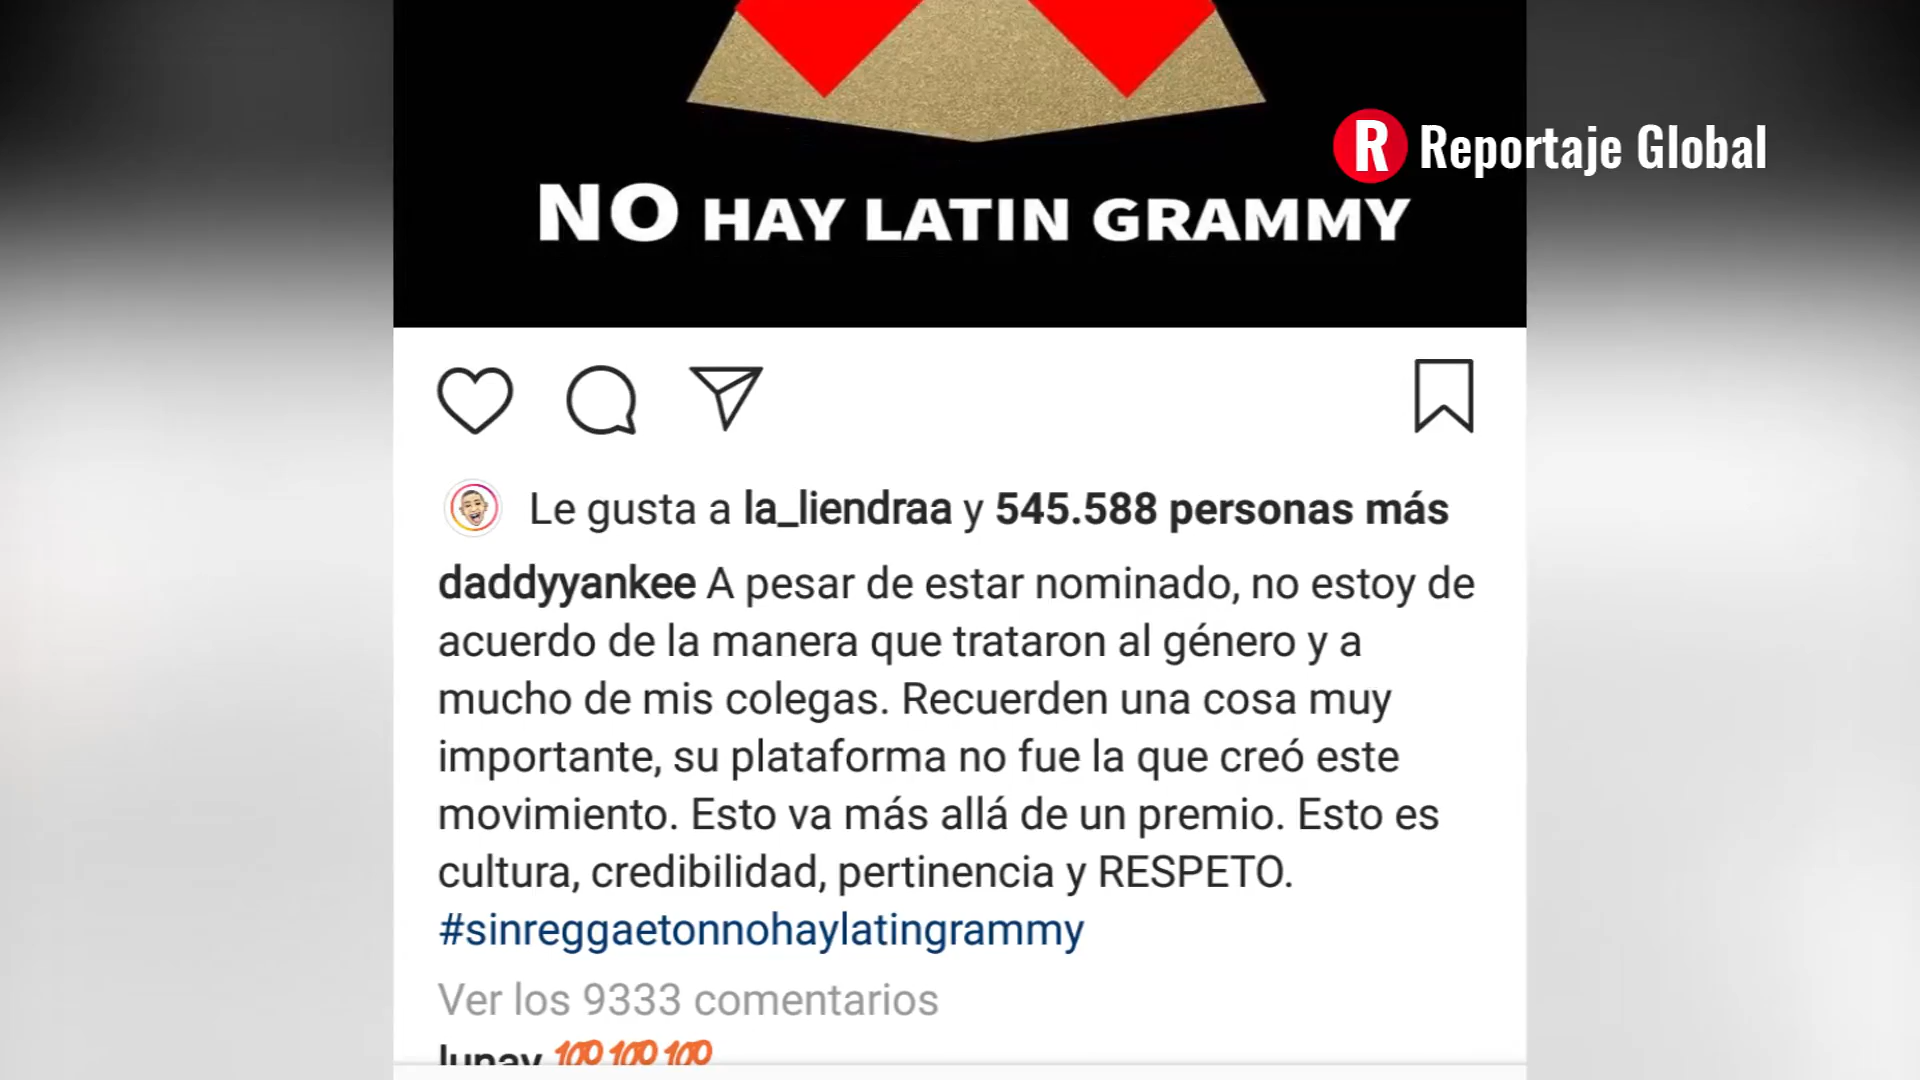 R Reportaje Global
NO HAY LATIN GRAMMY
Le gusta a la_liendraa y 545.588 personas más
daddyyankee A pesar de estar nominado, no estoy de
acuerdo de la manera que trataron al género y a
mucho de mis colegas. Recuerden una cosa muy
importante, su plataforma no fue la que creó este
movimiento. Esto va más allá de un premio. Esto es
cultura, credibilidad, pertinencia y RESPETO.
#sinreggaetonnohaylatingrammy
Ver los 9333 comentarios
lunay 💯💯💯